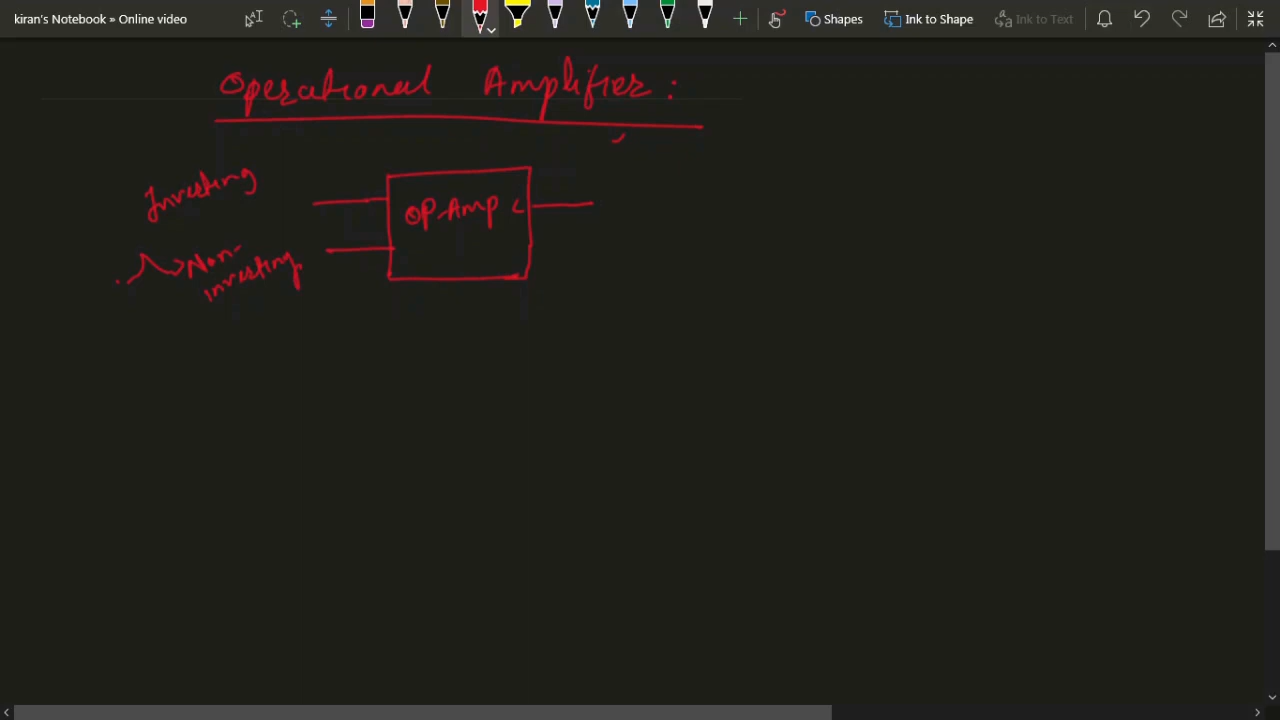 kiran's Notebook » Online video
Shapes
Ink to Shape
Ink to Text
Operational Amplifier :
Inverting
OP-Amp
Non-
inverting